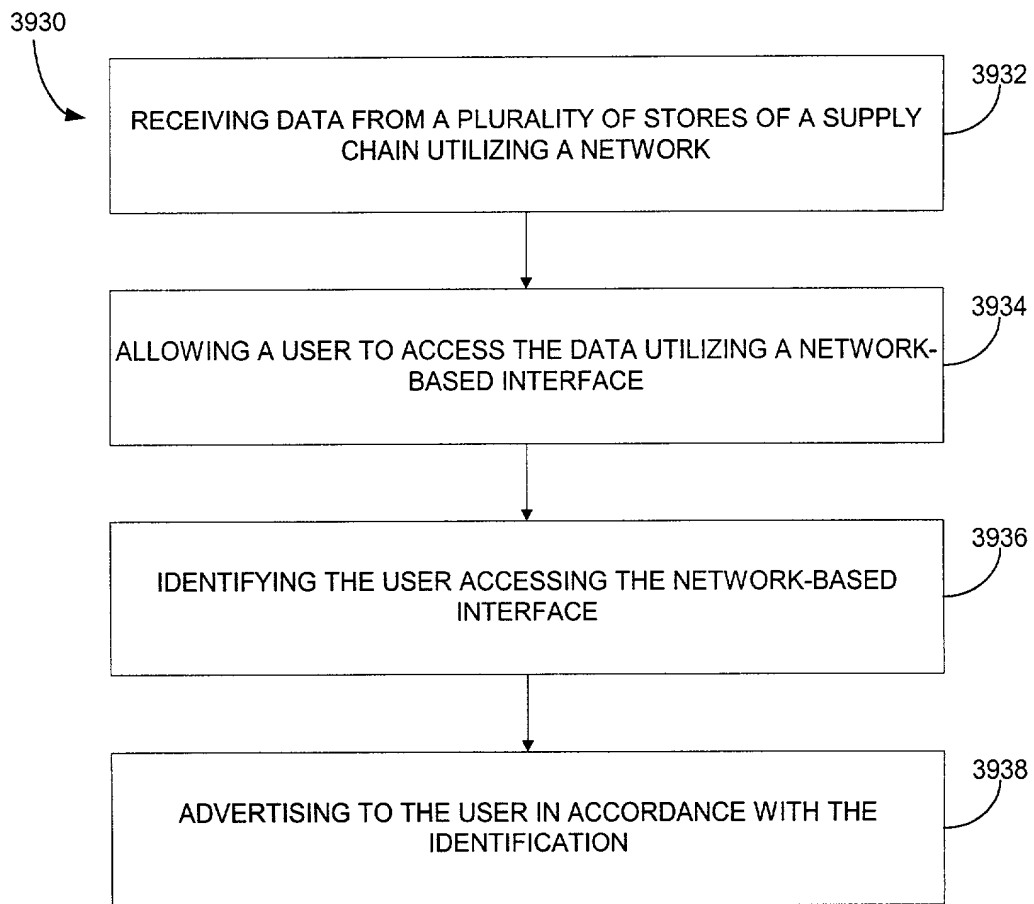 3930
3932
RECEIVING DATA FROM A PLURALITY OF STORES OF A SUPPLY
CHAIN UTILIZING A NETWORK
3934
ALLOWING A USER TO ACCESS THE DATA UTILIZING A NETWORK-
BASED INTERFACE
3936
IDENTIFYING THE USER ACCESSING THE NETWORK-BASED
INTERFACE
3938
ADVERTISING TO THE USER IN ACCORDANCE WITH THE
IDENTIFICATION